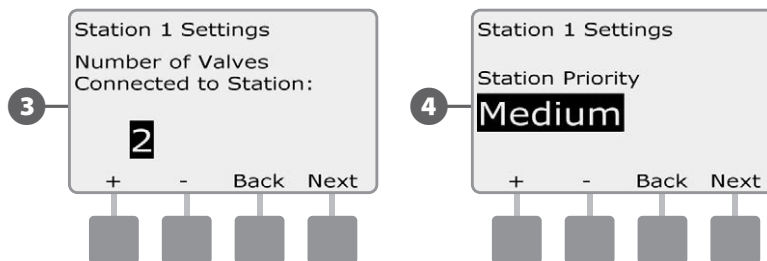 3
Station 1 Settings
Number of Valves
Connected to Station:
2
+ - Back Next
4
Station 1 Settings
Station Priority
Medium
+ - Back Next